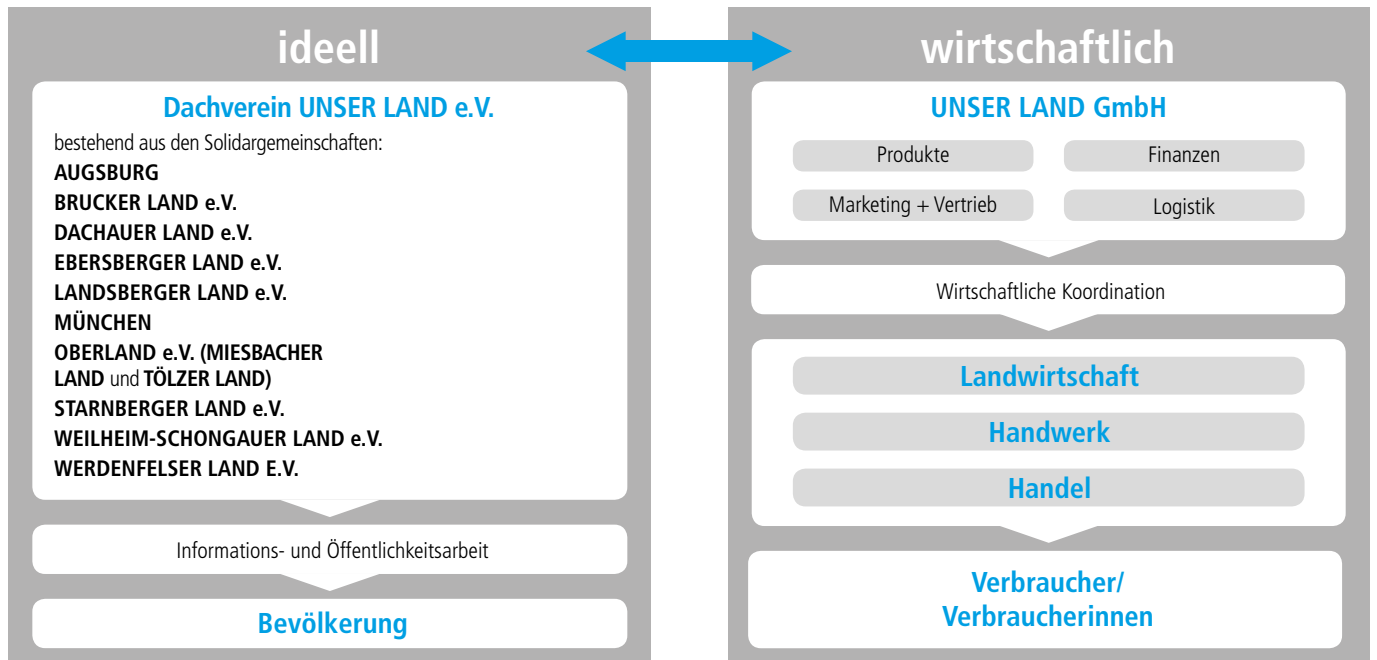 ideell
Dachverein UNSER LAND e.V.
bestehend aus den Solidargemeinschaften:
AUGSBURG
BRUCKER LAND e.V.
DACHAUER LAND e.V.
EBERSBERGER LAND e.V.
LANDSBERGER LAND e.V.
MÜNCHEN
OBERLAND e.V. (MIESBACHER
LAND und TÖLZER LAND)
STARNBERGER LAND e.V.
WEILHEIM-SCHONGAUER LAND e.V.
WERDENFELSER LAND E.V.
Informations- und Öffentlichkeitsarbeit
Bevölkerung
wirtschaftlich
UNSER LAND GmbH
Produkte
Finanzen
Marketing + Vertrieb
Logistik
Wirtschaftliche Koordination
Landwirtschaft
Handwerk
Handel
Verbraucher/
Verbraucherinnen